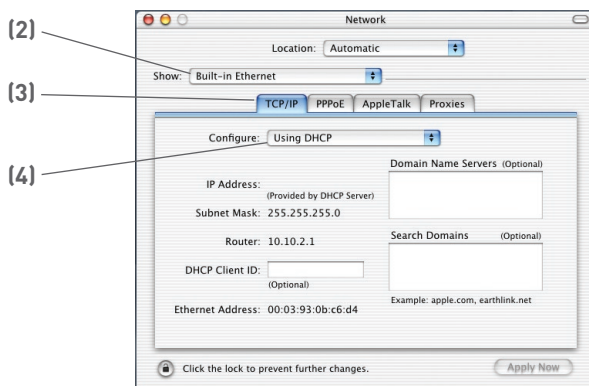 Network
(2)
Location: Automatic
Show: Built-in Ethernet
(3)
TCP/IP PPPoE AppleTalk Proxies
(4)
Configure: Using DHCP
Domain Name Servers (Optional)
IP Address:
(Provided by DHCP Server)
Subnet Mask: 255.255.255.0
Router: 10.10.2.1
Search Domains (Optional)
DHCP Client ID:
(Optional)
Example: apple.com, earthlink.net
Ethernet Address: 00:03:93:0b:c6:d4
Click the lock to prevent further changes.
Apply Now